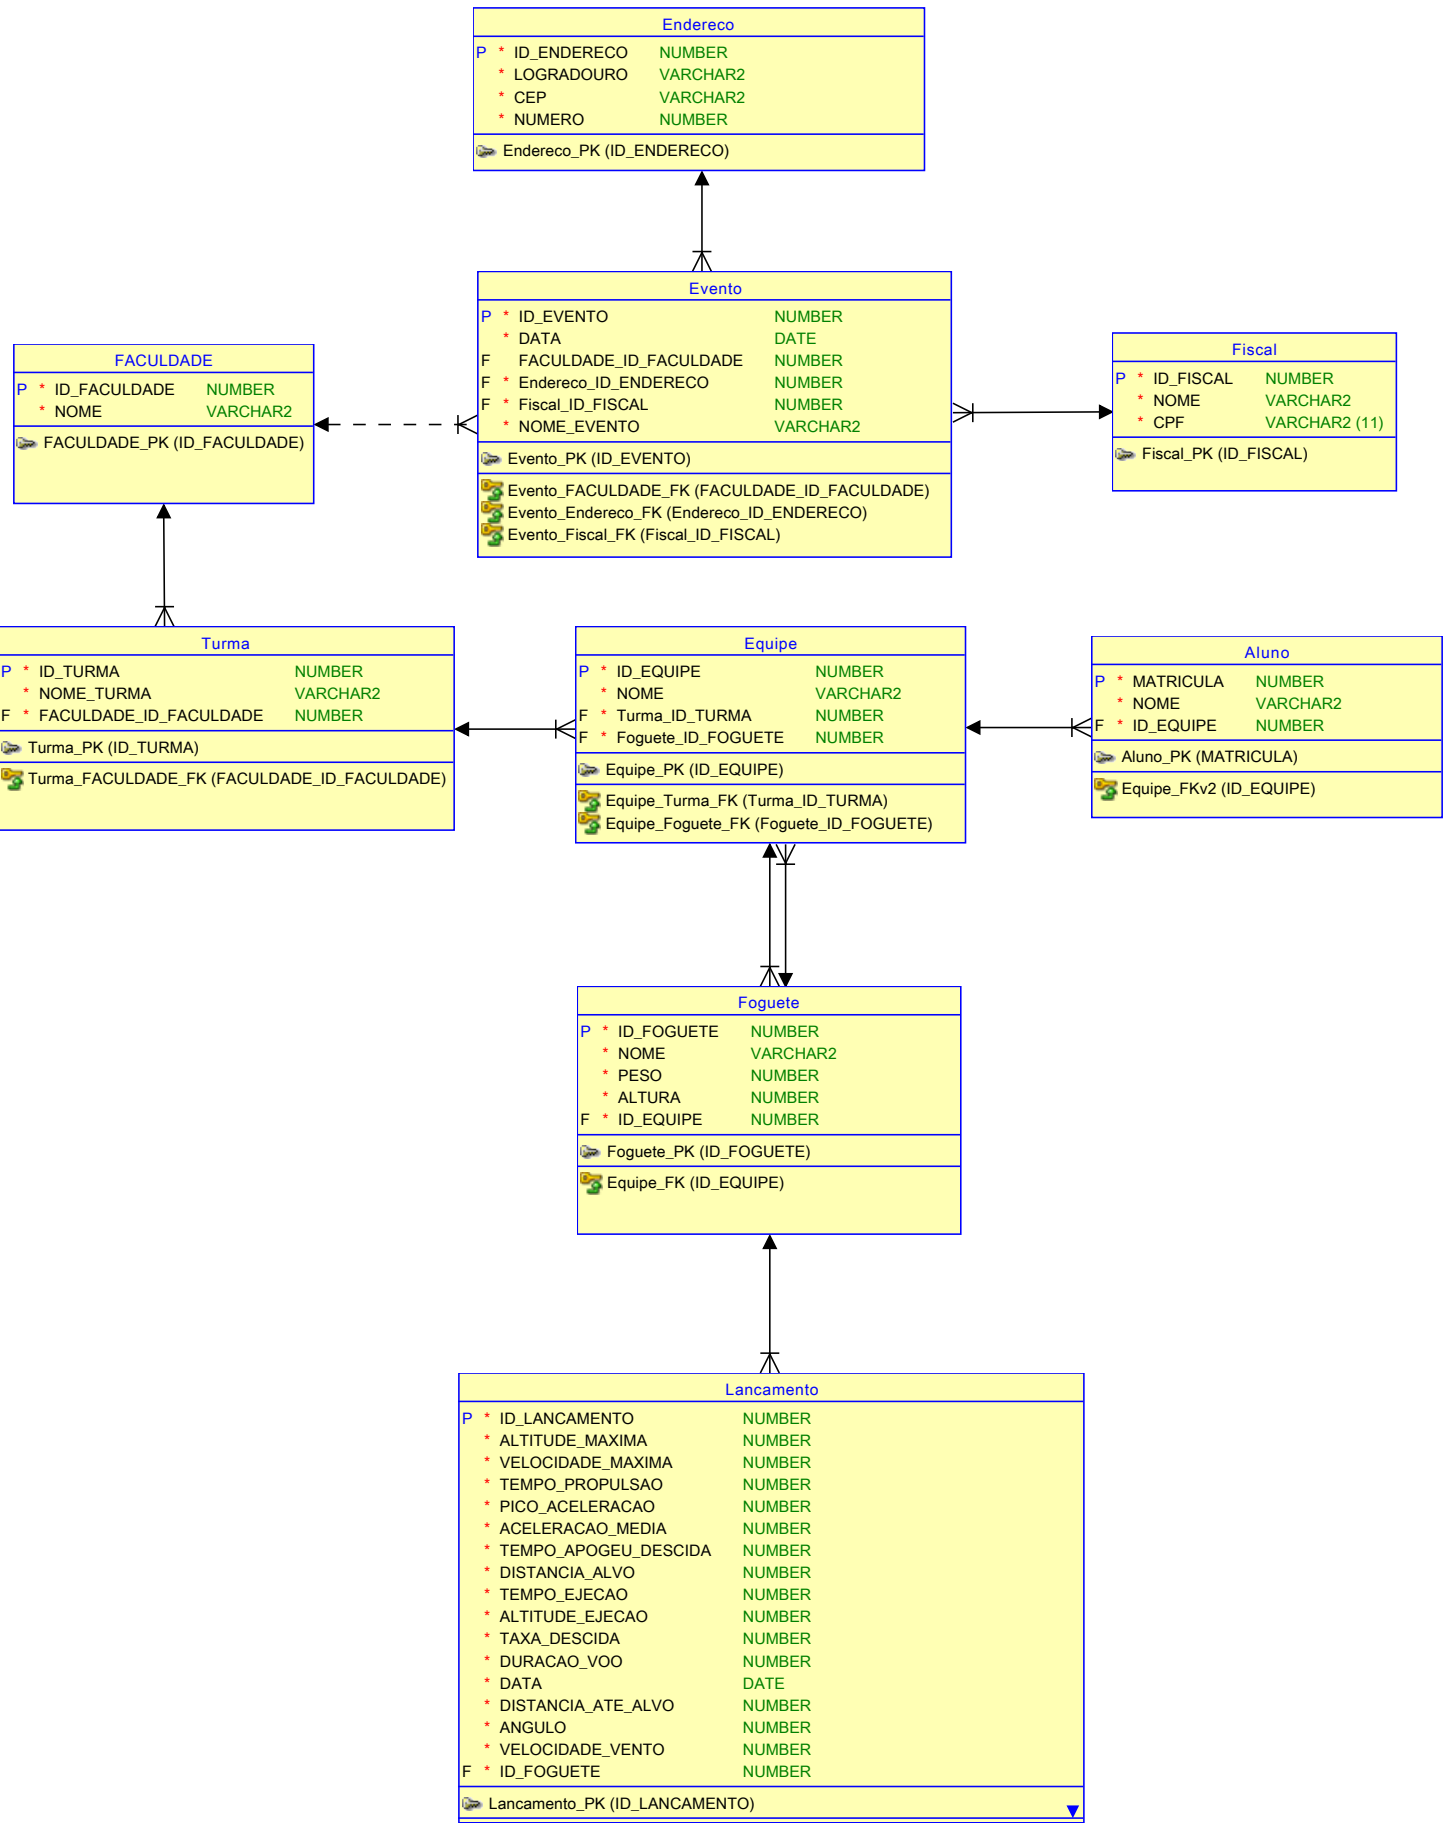 Endereco
P * ID_ENDERECO NUMBER
* LOGRADOURO VARCHAR2
* CEP VARCHAR2
* NUMERO NUMBER
Endereco_PK (ID_ENDERECO)
Evento
P * ID_EVENTO NUMBER
* DATA DATE
F FACULDADE_ID_FACULDADE NUMBER
F * Endereco_ID_ENDERECO NUMBER
F * Fiscal_ID_FISCAL NUMBER
* NOME_EVENTO VARCHAR2
Evento_PK (ID_EVENTO)
Evento_FACULDADE_FK (FACULDADE_ID_FACULDADE)
Evento_Endereco_FK (Endereco_ID_ENDERECO)
Evento_Fiscal_FK (Fiscal_ID_FISCAL)
FACULDADE
P * ID_FACULDADE NUMBER
* NOME VARCHAR2
FACULDADE_PK (ID_FACULDADE)
Fiscal
P * ID_FISCAL NUMBER
* NOME VARCHAR2
* CPF VARCHAR2 (11)
Fiscal_PK (ID_FISCAL)
Turma
P * ID_TURMA NUMBER
* NOME_TURMA VARCHAR2
F * FACULDADE_ID_FACULDADE NUMBER
Turma_PK (ID_TURMA)
Turma_FACULDADE_FK (FACULDADE_ID_FACULDADE)
Equipe
P * ID_EQUIPE NUMBER
* NOME VARCHAR2
F * Turma_ID_TURMA NUMBER
F * Foguete_ID_FOGUETE NUMBER
Equipe_PK (ID_EQUIPE)
Equipe_Turma_FK (Turma_ID_TURMA)
Equipe_Foguete_FK (Foguete_ID_FOGUETE)
Aluno
P * MATRICULA NUMBER
* NOME VARCHAR2
F * ID_EQUIPE NUMBER
Aluno_PK (MATRICULA)
Equipe_FKv2 (ID_EQUIPE)
Foguete
P * ID_FOGUETE NUMBER
* NOME VARCHAR2
* PESO NUMBER
* ALTURA NUMBER
F * ID_EQUIPE NUMBER
Foguete_PK (ID_FOGUETE)
Equipe_FK (ID_EQUIPE)
Lancamento
P * ID_LANCAMENTO NUMBER
* ALTITUDE_MAXIMA NUMBER
* VELOCIDADE_MAXIMA NUMBER
* TEMPO_PROPULSAO NUMBER
* PICO_ACELERACAO NUMBER
* ACELERACAO_MEDIA NUMBER
* TEMPO_APOGEU_DESCIDA NUMBER
* DISTANCIA_ALVO NUMBER
* TEMPO_EJECAO NUMBER
* ALTITUDE_EJECAO NUMBER
* TAXA_DESCIDA NUMBER
* DURACAO_VOO NUMBER
* DATA DATE
* DISTANCIA_ATE_ALVO NUMBER
* ANGULO NUMBER
* VELOCIDADE_VENTO NUMBER
F * ID_FOGUETE NUMBER
Lancamento_PK (ID_LANCAMENTO)